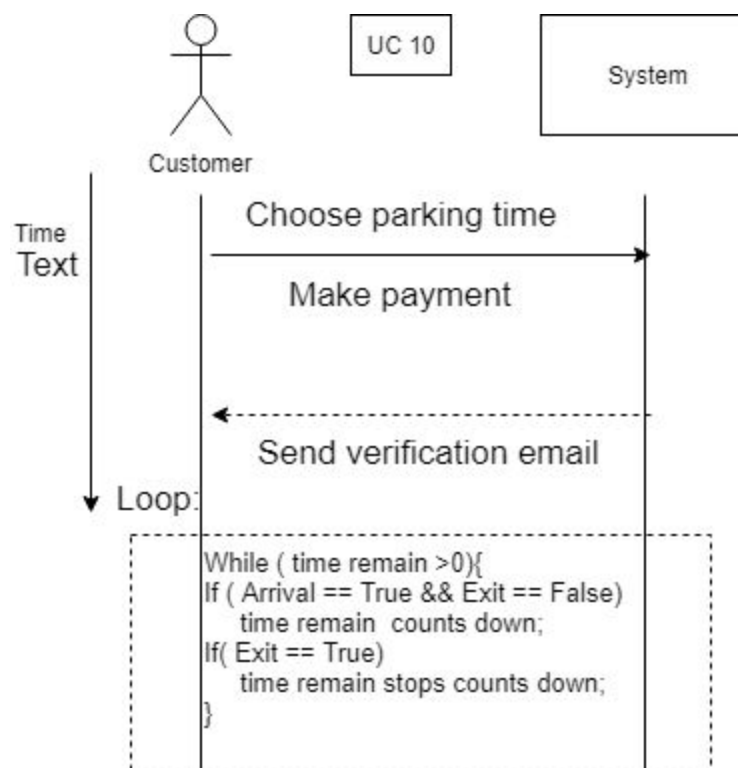 UC 10
System
Customer
Choose parking time
Time
Text
Make payment
Send verification email
Loop:
While ( time remain >0){
If ( Arrival == True && Exit == False)
time remain  counts down;
If( Exit == True)
time remain stops counts down;
}